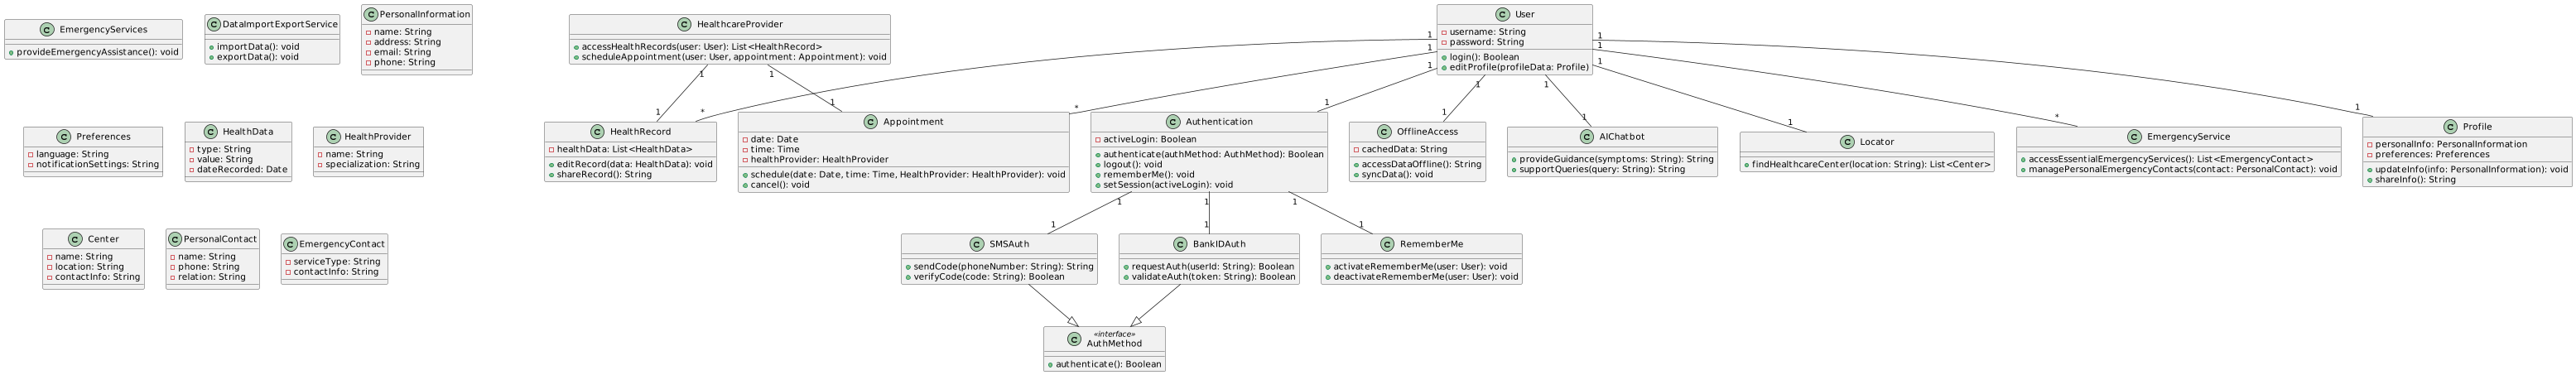 EmergencyServices
provideEmergencyAssistance(): void
DataImportExportService
importData(): void
exportData(): void
PersonalInformation
name: String
address: String
email: String
phone: String
HealthcareProvider
accessHealthRecords(user: User): List<HealthRecord>
scheduleAppointment(user: User, appointment: Appointment): void
User
username: String
password: String
login(): Boolean
editProfile(profileData: Profile)
1
1
1
1
1
1
1
1
1
1
1
*
1
*
1
1
1
1
*
1
Preferences
language: String
notificationSettings: String
HealthData
type: String
value: String
dateRecorded: Date
HealthProvider
name: String
specialization: String
HealthRecord
healthData: List<HealthData>
editRecord(data: HealthData): void
shareRecord(): String
Appointment
date: Date
time: Time
healthProvider: HealthProvider
schedule(date: Date, time: Time, HealthProvider: HealthProvider): void
cancel(): void
Authentication
activeLogin: Boolean
authenticate(authMethod: AuthMethod): Boolean
logout(): void
rememberMe(): void
setSession(activeLogin): void
OfflineAccess
cachedData: String
accessDataOffline(): String
syncData(): void
AIChatbot
provideGuidance(symptoms: String): String
supportQueries(query: String): String
Locator
findHealthcareCenter(location: String): List<Center>
EmergencyService
accessEssentialEmergencyServices(): List<EmergencyContact>
managePersonalEmergencyContacts(contact: PersonalContact): void
Profile
personalInfo: PersonalInformation
preferences: Preferences
updateInfo(info: PersonalInformation): void
shareInfo(): String
1
1
1
1
1
1
Center
name: String
location: String
contactInfo: String
PersonalContact
name: String
phone: String
relation: String
EmergencyContact
serviceType: String
contactInfo: String
SMSAuth
sendCode(phoneNumber: String): String
verifyCode(code: String): Boolean
BankIDAuth
requestAuth(userId: String): Boolean
validateAuth(token: String): Boolean
RememberMe
activateRememberMe(user: User): void
deactivateRememberMe(user: User): void
«interface»
AuthMethod
authenticate(): Boolean